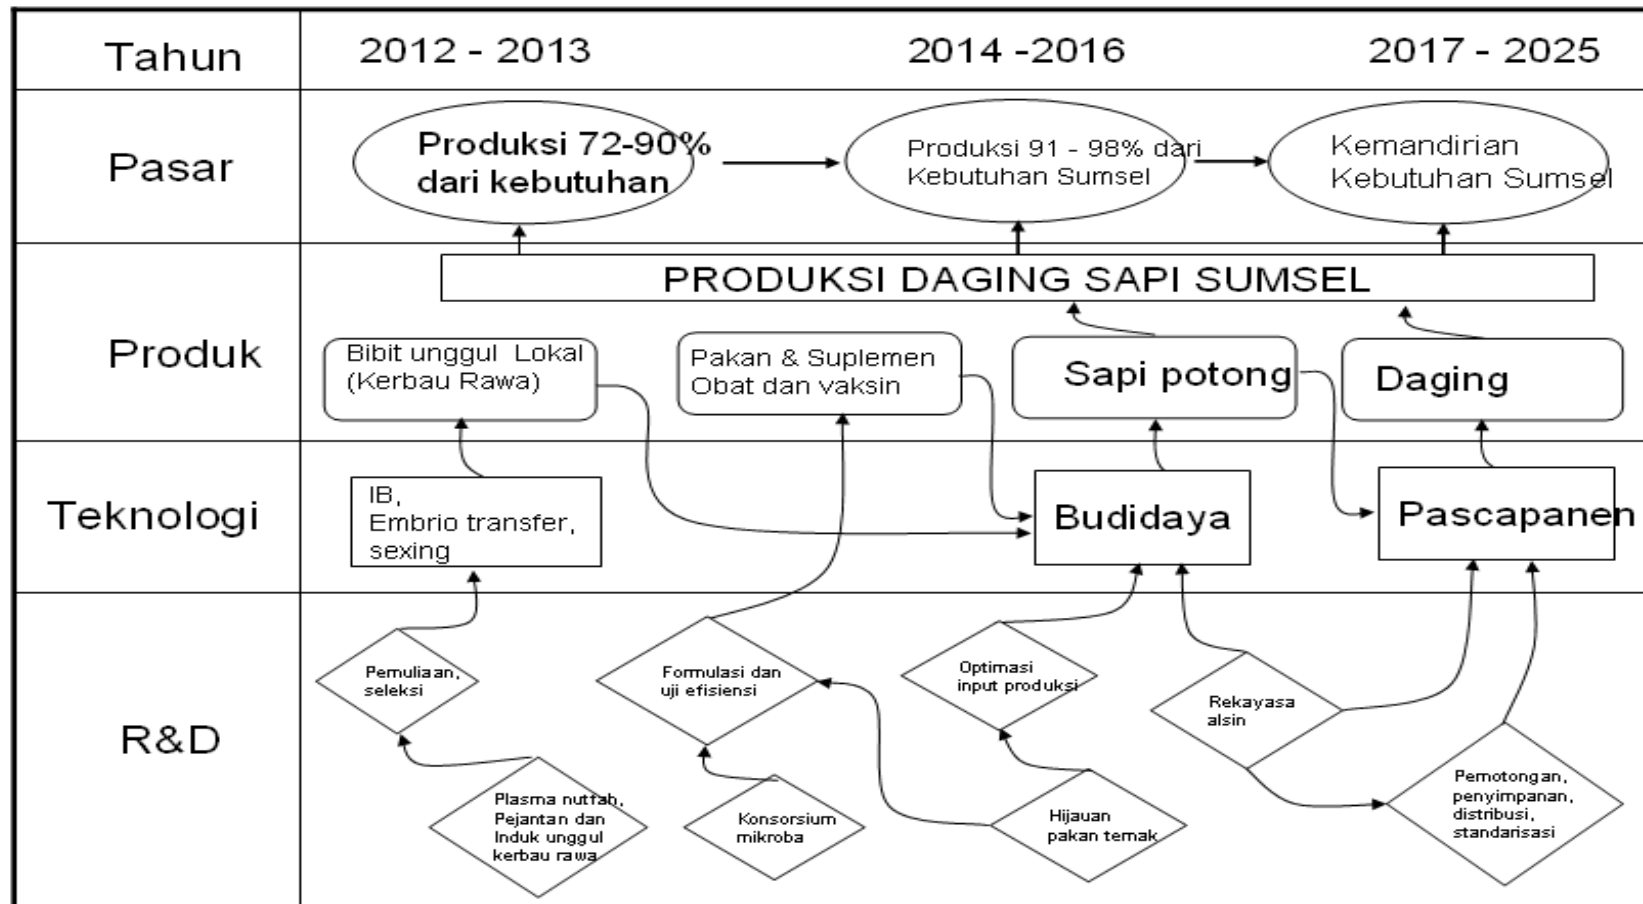 Tahun
2012 - 2013
2014 -2016
2017 - 2025
Pasar
Produksi 72-90%
dari kebutuhan
Produksi 91 - 98% dari
Kebutuhan Sumsel
Kemandirian
Kebutuhan Sumsel
Produk
PRODUKSI DAGING SAPI SUMSEL
Bibit unggul Lokal
(Kerbau Rawa)
Pakan & Suplemen
Obat dan vaksin
Sapi potong
Daging
Teknologi
IB,
Embrio transfer,
sexing
Budidaya
Pascapanen
R&D
Pemuliaan,
seleksi
Formulasi dan
uji efisiensi
Optimasi
input produksi
Rekayasa
alsin
Plasma nutfah,
Pejantan dan
Induk unggul
kerbau rawa
Konsorsium
mikroba
Hijauan
pakan ternak
Pemotongan,
penyimpanan,
distribusi,
standarisasi